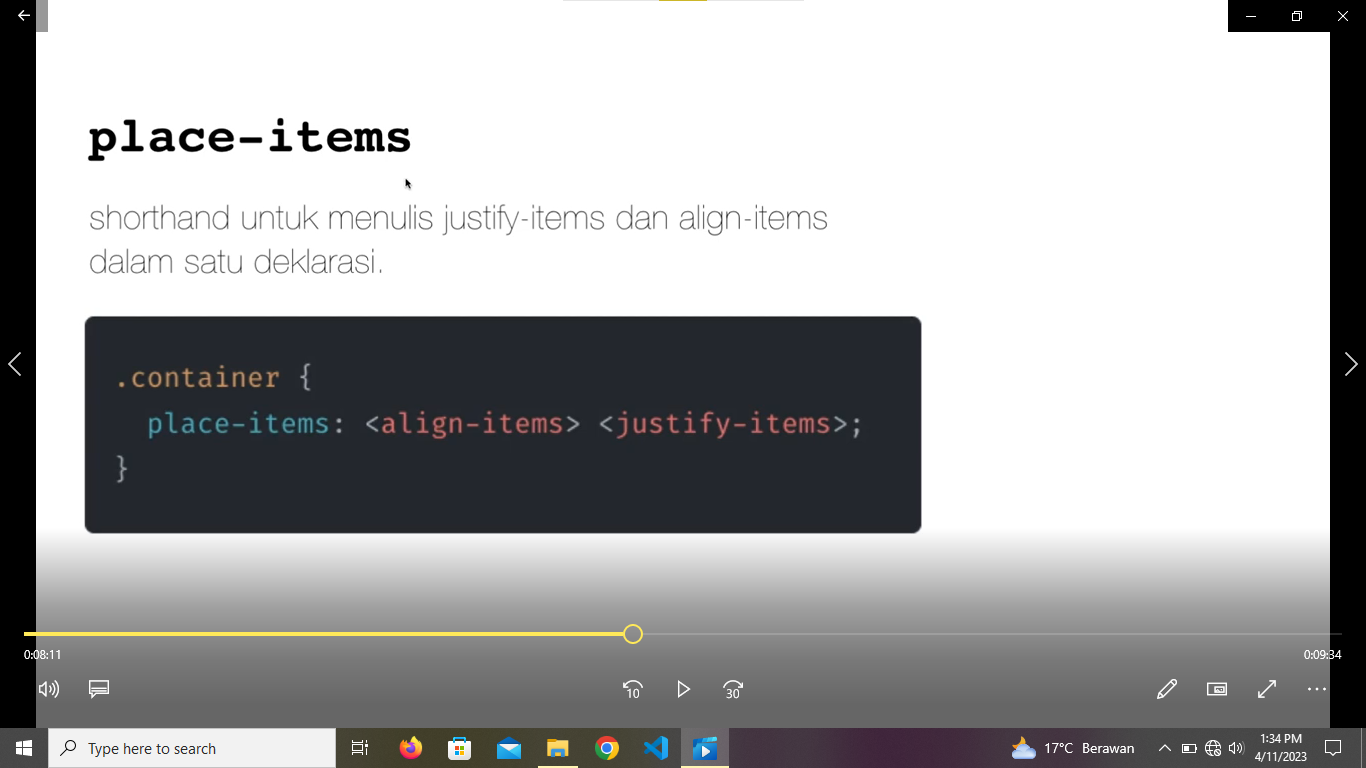 place-items
shorthand untuk menulis justify-items dan align-items
dalam satu deklarasi.
.container {
place-items: <align-items> <justify-items>;
}
0:08:11
0:09:34
10
30
Type here to search
17°C Berawan
1:34 PM
4/11/2023